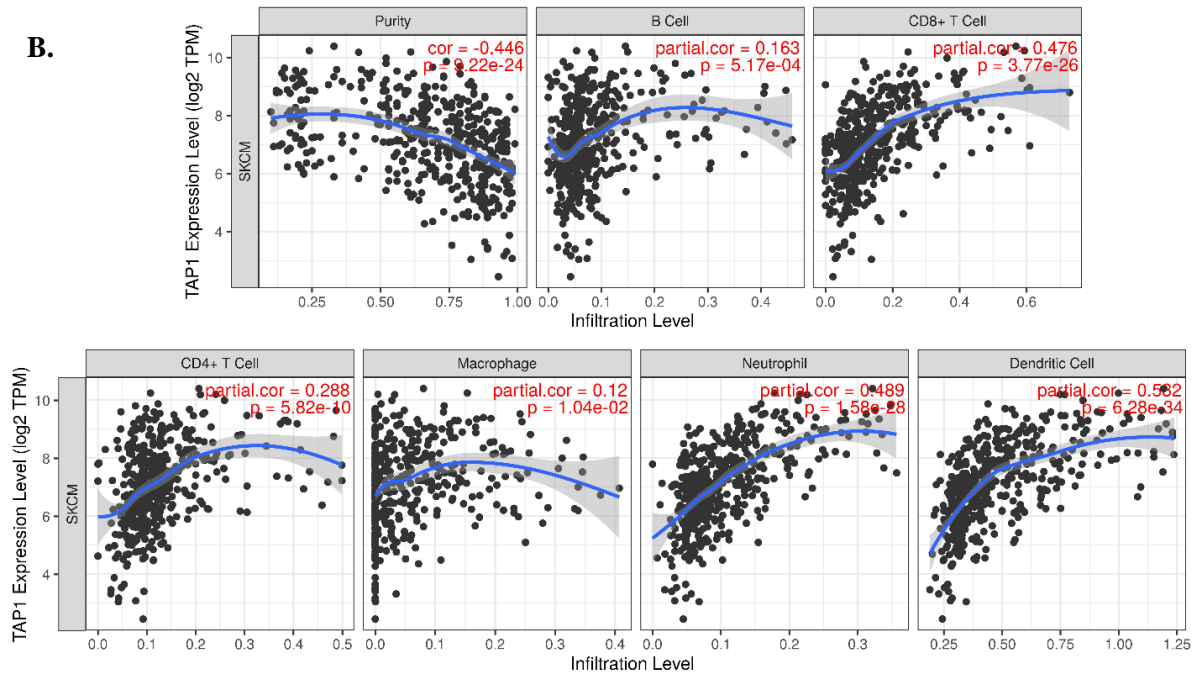 B.
Purity
B Cell
CD8+ T Cell
cor = -0.446
p = 9.22e-24
partial.cor = 0.163
p = 5.17e-04
partial.cor = 0.476
p = 3.77e-26
TAP1 Expression Level (log2 TPM)
SKCM
10
8
6
4
0.25 0.50 0.75 1.00
0.0 0.1 0.2 0.3 0.4
0.0 0.2 0.4 0.6
Infiltration Level
CD4+ T Cell
Macrophage
Neutrophil
Dendritic Cell
partial.cor = 0.288
p = 5.82e-10
partial.cor = 0.12
p = 1.04e-02
partial.cor = 0.489
p = 1.58e-28
partial.cor = 0.532
p = 6.28e-34
TAP1 Expression Level (log2 TPM)
SKCM
10
8
6
4
0.0 0.1 0.2 0.3 0.4 0.5
0.0 0.1 0.2 0.3 0.4
0.0 0.1 0.2 0.3
0.25 0.50 0.75 1.00 1.25
Infiltration Level